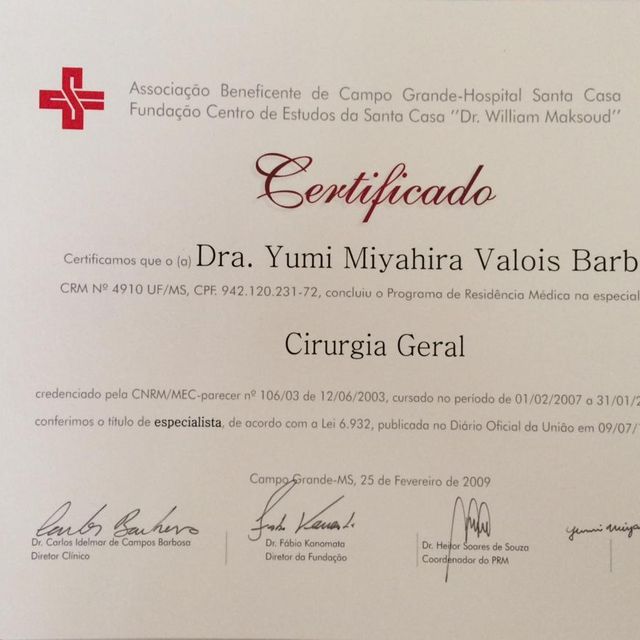 Associação Beneficente de Campo Grande-Hospital Santa Casa
Fundação Centro de Estudos da Santa Casa "Dr. William Maksoud"
Certificado
Certificamos que o (a) Dra. Yumi Miyahira Valois Barb
CRM Nº 4910 UF/MS, CPF. 942.120.231-72, concluiu o Programa de Residência Médica na especial
Cirurgia Geral
credenciado pela CNRM/MEC-parecer nº 106/03 de 12/06/2003, cursado no período de 01/02/2007 a 31/01/2
conferimos o título de especialista, de acordo com a Lei 6.932, publicada no Diário Oficial da União em 09/07/
Campo Grande-MS, 25 de Fevereiro de 2009
Dr. Carlos Idelmar de Campos Barbosa
Diretor Clínico
Dr. Fábio Kanamata
Diretor da Fundação
Dr. Heitor Soares de Souza
Coordenador do PRM